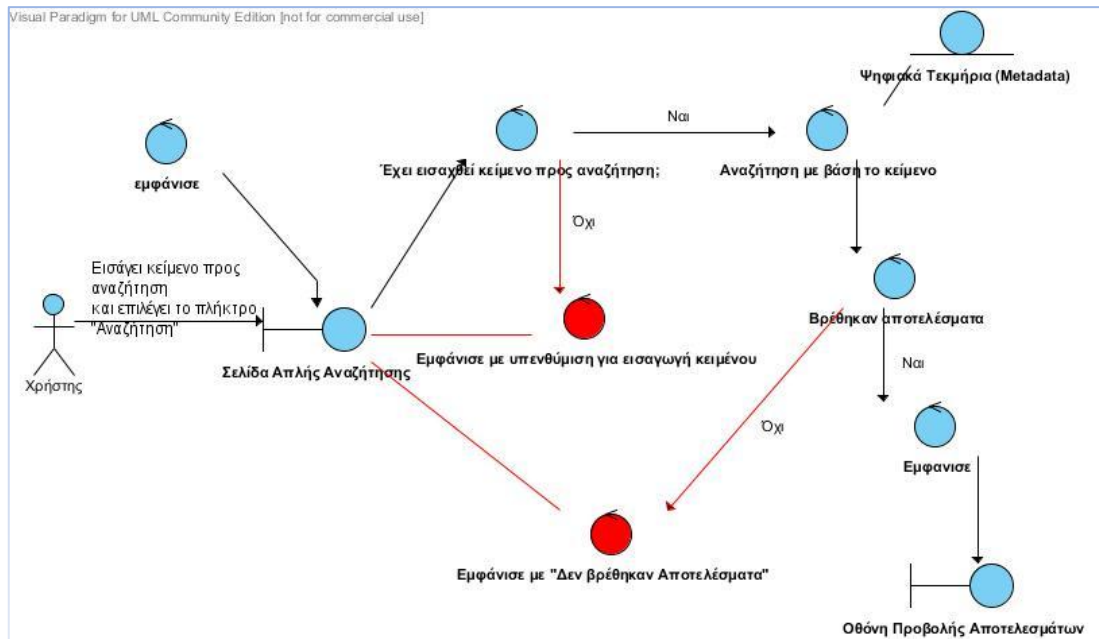 Visual Paradigm for UML Community Edition [not for commercial use]
Ψηφιακά Τεκμήρια (Metadata)
Ναι
εμφάνισε
Έχει εισαχθεί κείμενο προς αναζήτηση;
Αναζήτηση με βάση το κείμενο
Όχι
Εισάγει κείμενο προς
αναζήτηση
και επιλέγει το πλήκτρο
"Αναζήτηση"
Χρήστης
Σελίδα Απλής Αναζήτησης
Εμφάνισε με υπενθύμιση για εισαγωγή κειμένου
Βρέθηκαν αποτελέσματα
Ναι
Όχι
Εμφανισε
Εμφάνισε με "Δεν βρέθηκαν Αποτελέσματα"
Οθόνη Προβολής Αποτελεσμάτων